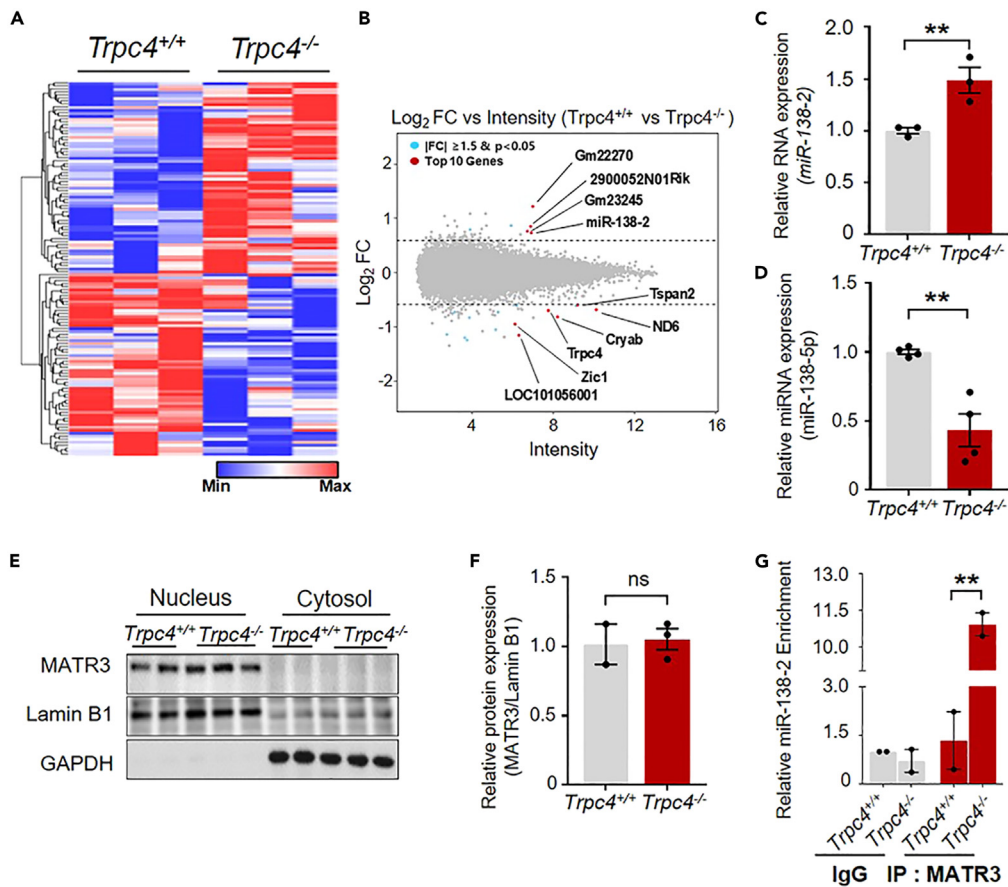 A
Trpc4+/+ Trpc4-/-
Min Max
B
Log2 FC vs Intensity (Trpc4+/+ vs Trpc4-/-)
|FC| ≥1.5 & p<0.05
Top 10 Genes
Gm22270
2900052N01Rik
Gm23245
miR-138-2
Tspan2
ND6
Cryab
Trpc4
Zic1
LOC101056001
Log2 FC
2
1
0
-1
-2
4 8 12 16
Intensity
C
Relative RNA expression
(miR-138-2)
2.0
1.5
1.0
0.5
0
**
Trpc4+/+ Trpc4-/-
D
Relative miRNA expression
(miR-138-5p)
1.5
1.0
0.5
0
**
Trpc4+/+ Trpc4-/-
E
Nucleus Cytosol
Trpc4+/+ Trpc4-/- Trpc4+/+ Trpc4-/-
MATR3
Lamin B1
GAPDH
F
Relative protein expression
(MATR3/Lamin B1)
1.5
1.0
0.5
0
ns
Trpc4+/+ Trpc4-/-
G
Relative miR-138-2 Enrichment
13.0
11.5
10.0
3.0
1.0
0
**
Trpc4+/+ Trpc4-/- Trpc4+/+ Trpc4-/-
IgG IP : MATR3